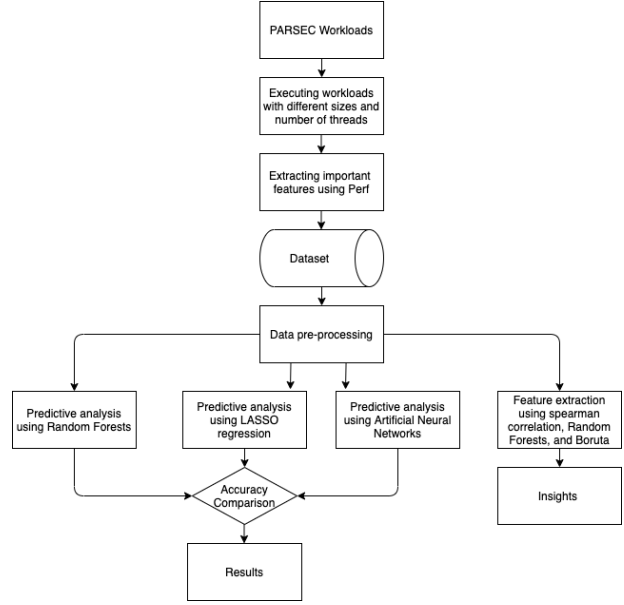 PARSEC Workloads
Executing workloads
with different sizes and
number of threads
Extracting important
features using Perf
Dataset
Data pre-processing
Predictive analysis
using Random Forests
Predictive analysis
using LASSO
regression
Predictive analysis
using Artificial Neural
Networks
Feature extraction
using spearman
correlation, Random
Forests, and Boruta
Accuracy
Comparison
Insights
Results